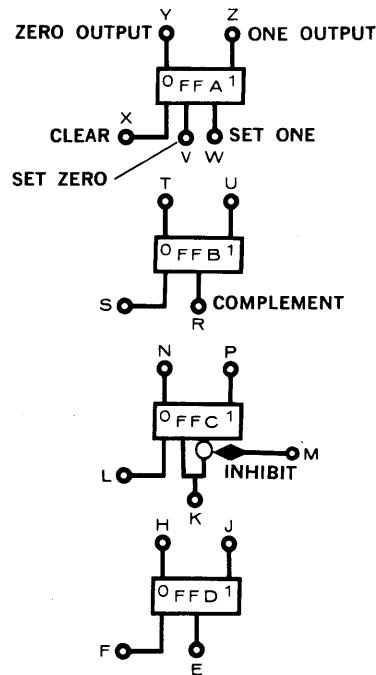 Y Z
ZERO OUTPUT ONE OUTPUT
0 FFA 1
X
CLEAR SET ONE
V W
SET ZERO
T U
0 FFB 1
S COMPLEMENT
R
N P
0 FFC 1
M
L INHIBIT
K
H J
0 FFD 1
F
E